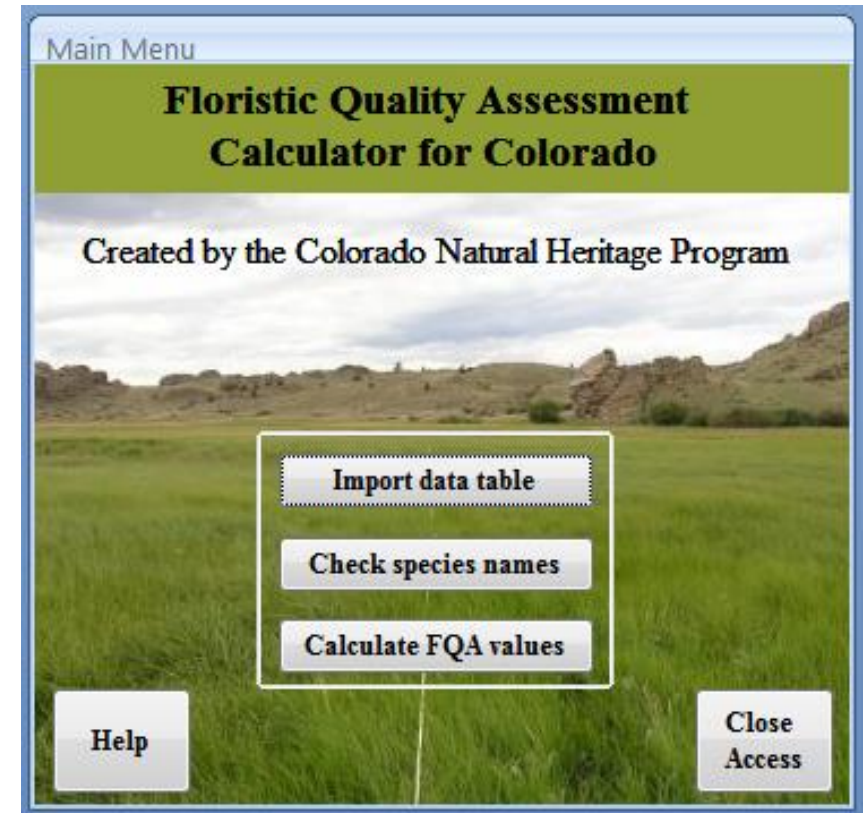 Main Menu
Floristic Quality Assessment
Calculator for Colorado
Created by the Colorado Natural Heritage Program
Import data table
Check species names
Calculate FQA values
Help
Close
Access